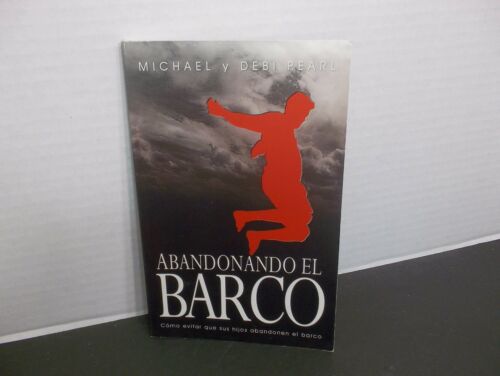 MICHAEL y DEBI PEARL
ABANDONANDO EL
BARCO
Cómo evitar que sus hijos abandonen el barco.